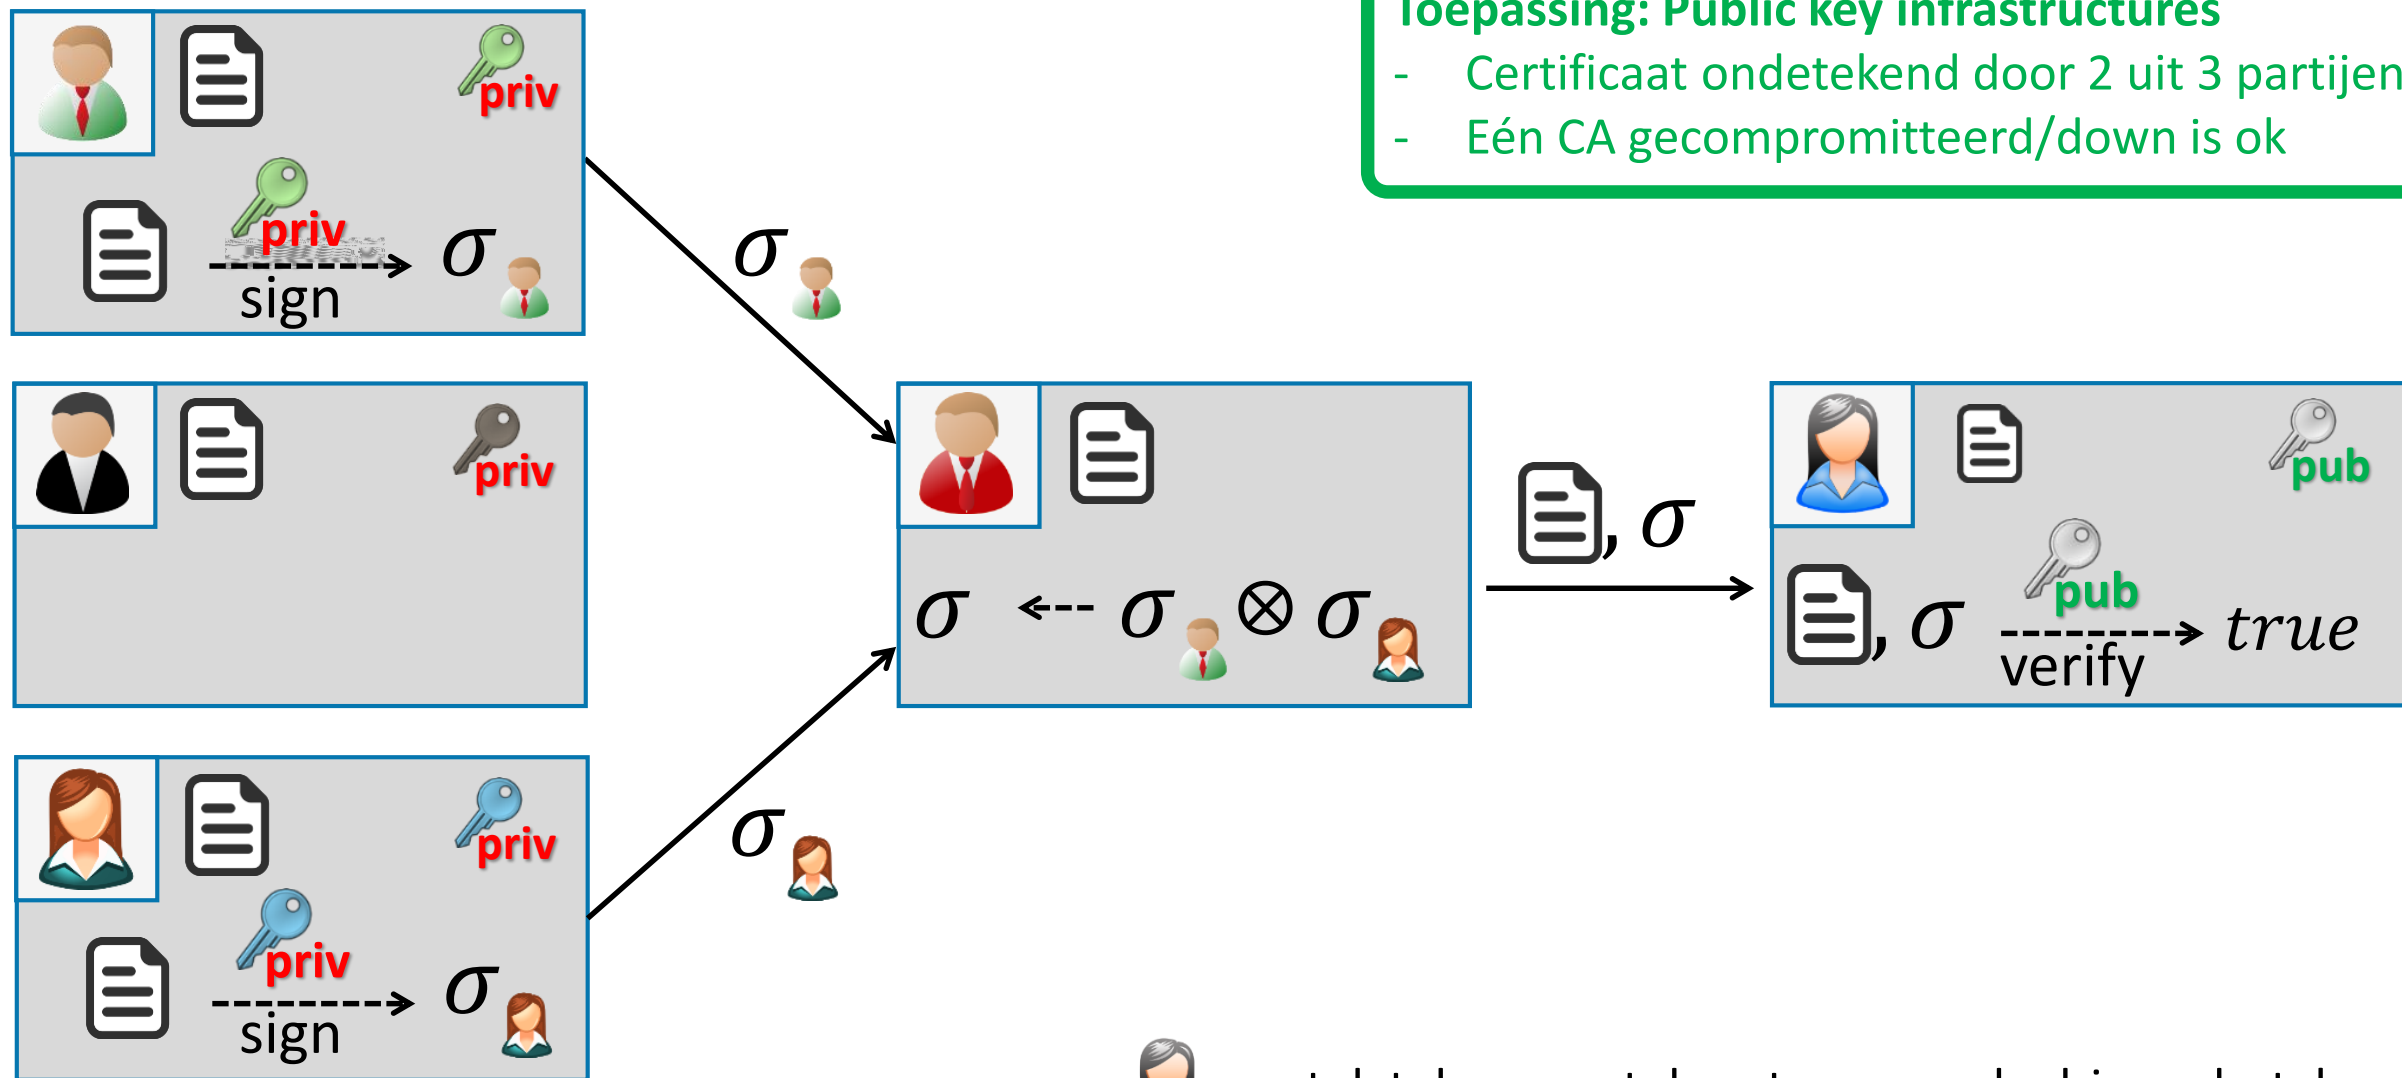 priv
priv
sign
σ
σ
Toepassing: Public key infrastructures
- Certificaat ondetekend door 2 uit 3 partijen
- Eén CA gecompromitteerd/down is ok
priv
σ ⇠ σ ⊗ σ
, σ
pub
, σ
pub
verify
true
priv
priv
sign
σ
σ